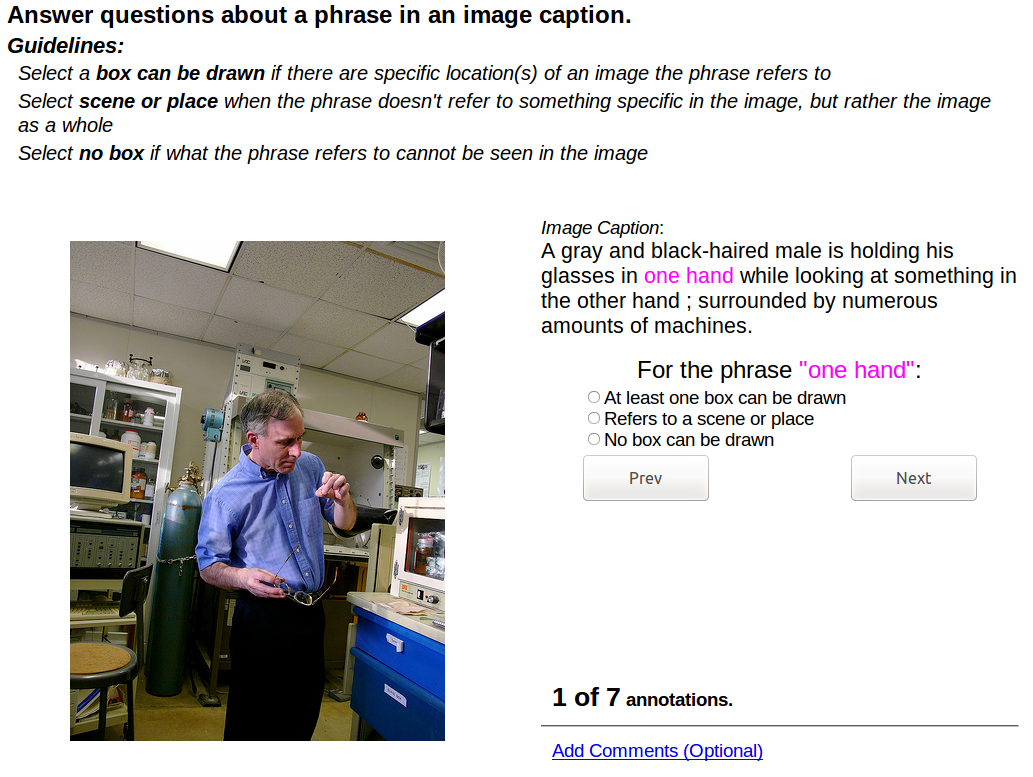 Answer questions about a phrase in an image caption.
Guidelines:
Select a box can be drawn if there are specific location(s) of an image the phrase refers to
Select scene or place when the phrase doesn't refer to something specific in the image, but rather the image
as a whole
Select no box if what the phrase refers to cannot be seen in the image
Image Caption:
A gray and black-haired male is holding his
glasses in one hand while looking at something in
the other hand ; surrounded by numerous
amounts of machines.
For the phrase "one hand":
At least one box can be drawn
Refers to a scene or place
No box can be drawn
Prev
Next
1 of 7 annotations.
Add Comments (Optional)